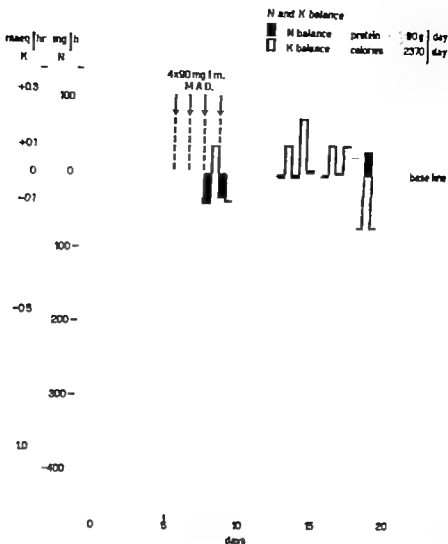 N and K balance
N balance protein 90g day
K balance calories 2370 day
maeq hr mg h
K N
4x90 mg i m.
M A D.
+0.3 100
+0.1
0 0 base line
-0.1
100
-0.5 200
300
1.0
-400
0 5 10 15 20
days